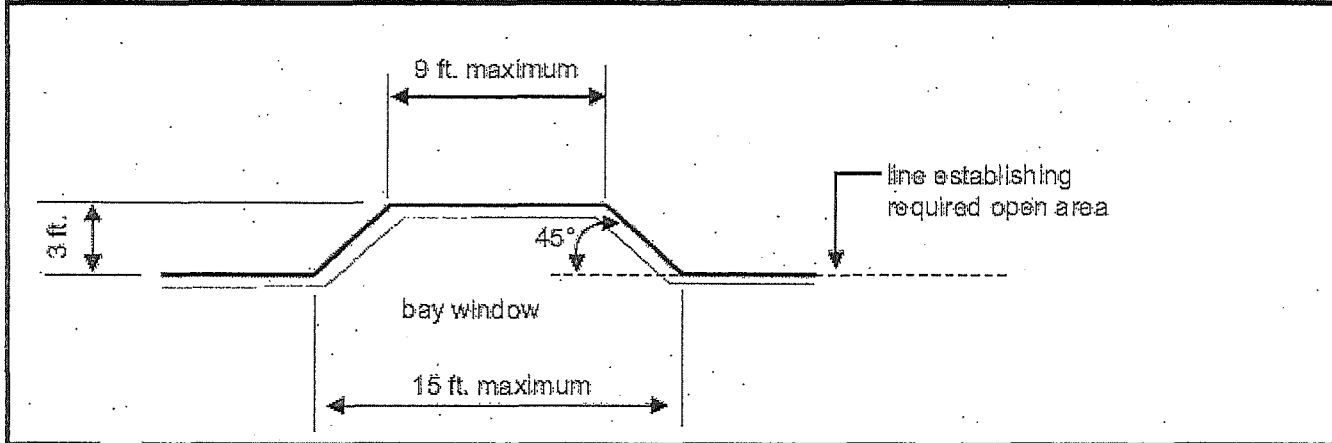 9 ft. maximum
line establishing
required open area
3 ft.
45°
bay window
15 ft. maximum